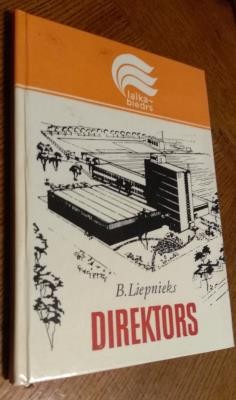 laika-
biedrs
B. Liepnieks
DIREKTORS